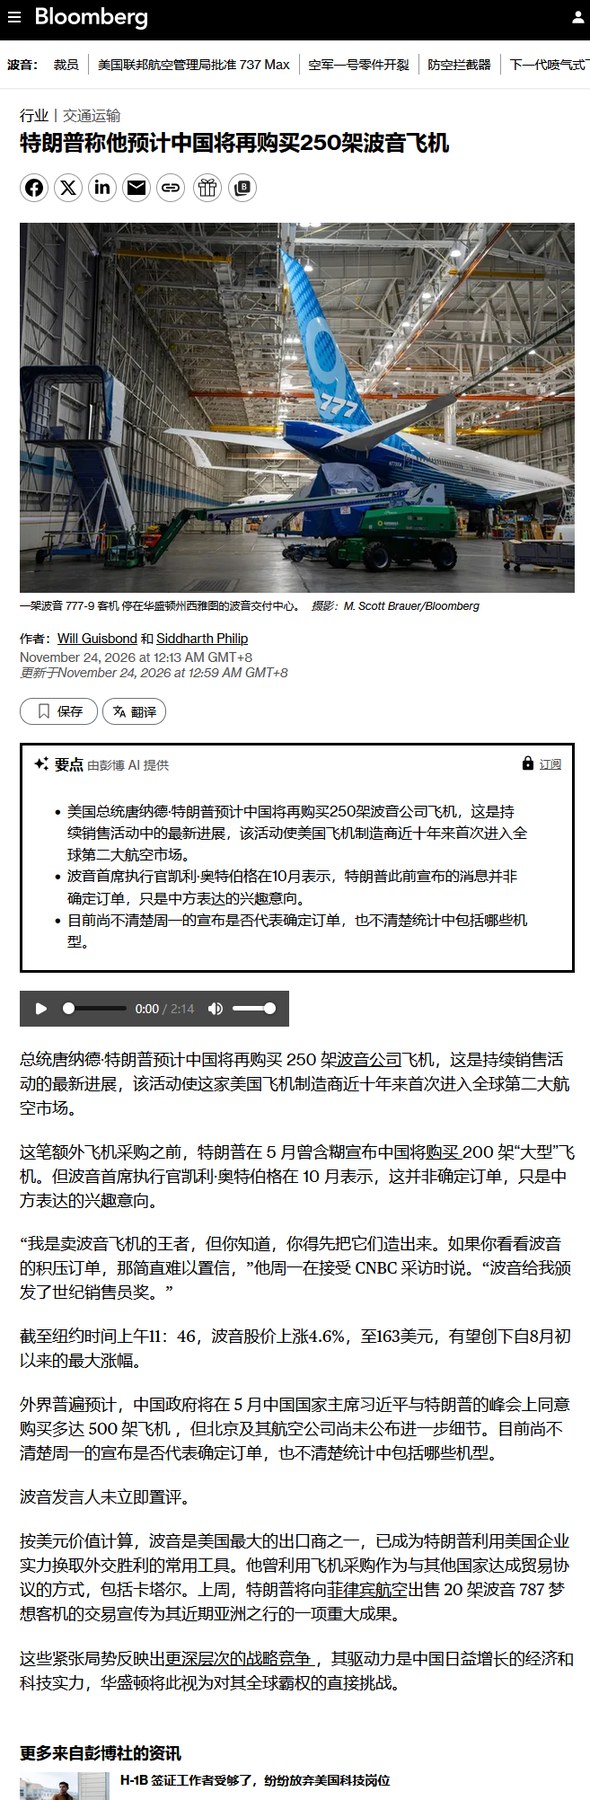 Bloomberg
波音： 裁员 美国联邦航空管理局批准 737 Max 空军一号零件开裂 防空拦截器 下一代喷气式
行业 | 交通运输
特朗普称他预计中国将再购买250架波音飞机
9
777
一架波音 777-9 客机 停在华盛顿州西雅图的波音交付中心。 摄影：M. Scott Brauer/Bloomberg
作者：Will Guisbond 和 Siddharth Philip
November 24, 2026 at 12:13 AM GMT+8
更新于November 24, 2026 at 12:59 AM GMT+8
保存 翻译
要点 由彭博 AI 提供 订阅
• 美国总统唐纳德·特朗普预计中国将再购买250架波音公司飞机，这是持
续销售活动中的最新进展，该活动使美国飞机制造商近十年来首次进入全
球第二大航空市场。
• 波音首席执行官凯利·奥特伯格在10月表示，特朗普此前宣布的消息并非
确定订单，只是中方表达的兴趣意向。
• 目前尚不清楚周一的宣布是否代表确定订单，也不清楚统计中包括哪些机
型。
0:00 / 2:14
总统唐纳德·特朗普预计中国将再购买 250 架波音公司飞机，这是持续销售活
动的最新进展，该活动使这家美国飞机制造商近十年来首次进入全球第二大航
空市场。
这笔额外飞机采购之前，特朗普在 5 月曾含糊宣布中国将购买 200 架“大型”飞
机。但波音首席执行官凯利·奥特伯格在 10 月表示，这并非确定订单，只是中
方表达的兴趣意向。
“我是卖波音飞机的王者，但你知道，你得先把它们造出来。如果你看看波音
的积压订单，那简直难以置信，”他周一在接受 CNBC 采访时说。“波音给我颁
发了世纪销售员奖。”
截至纽约时间上午11：46，波音股价上涨4.6%，至163美元，有望创下自8月初
以来的最大涨幅。
外界普遍预计，中国政府将在 5 月中国国家主席习近平与特朗普的峰会上同意
购买多达 500 架飞机 ，但北京及其航空公司尚未公布进一步细节。目前尚不
清楚周一的宣布是否代表确定订单，也不清楚统计中包括哪些机型。
波音发言人未立即置评。
按美元价值计算，波音是美国最大的出口商之一，已成为特朗普利用美国企业
实力换取外交胜利的常用工具。他曾利用飞机采购作为与其他国家达成贸易协
议的方式，包括卡塔尔。上周，特朗普将向菲律宾航空出售 20 架波音 787 梦
想客机的交易宣传为其近期亚洲之行的一项重大成果。
这些紧张局势反映出更深层次的战略竞争 ，其驱动力是中国日益增长的经济和
科技实力，华盛顿将此视为对其全球霸权的直接挑战。
更多来自彭博社的资讯
H-1B 签证工作者受够了，纷纷放弃美国科技岗位